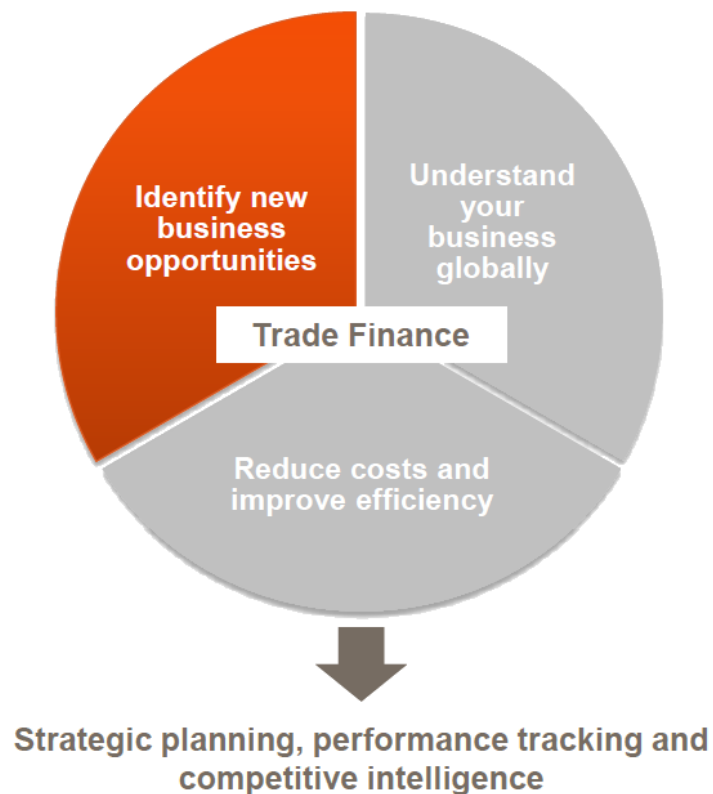 Identify new
business
opportunities
Understand
your
business
globally
Trade Finance
Reduce costs and
improve efficiency
Strategic planning, performance tracking and
competitive intelligence